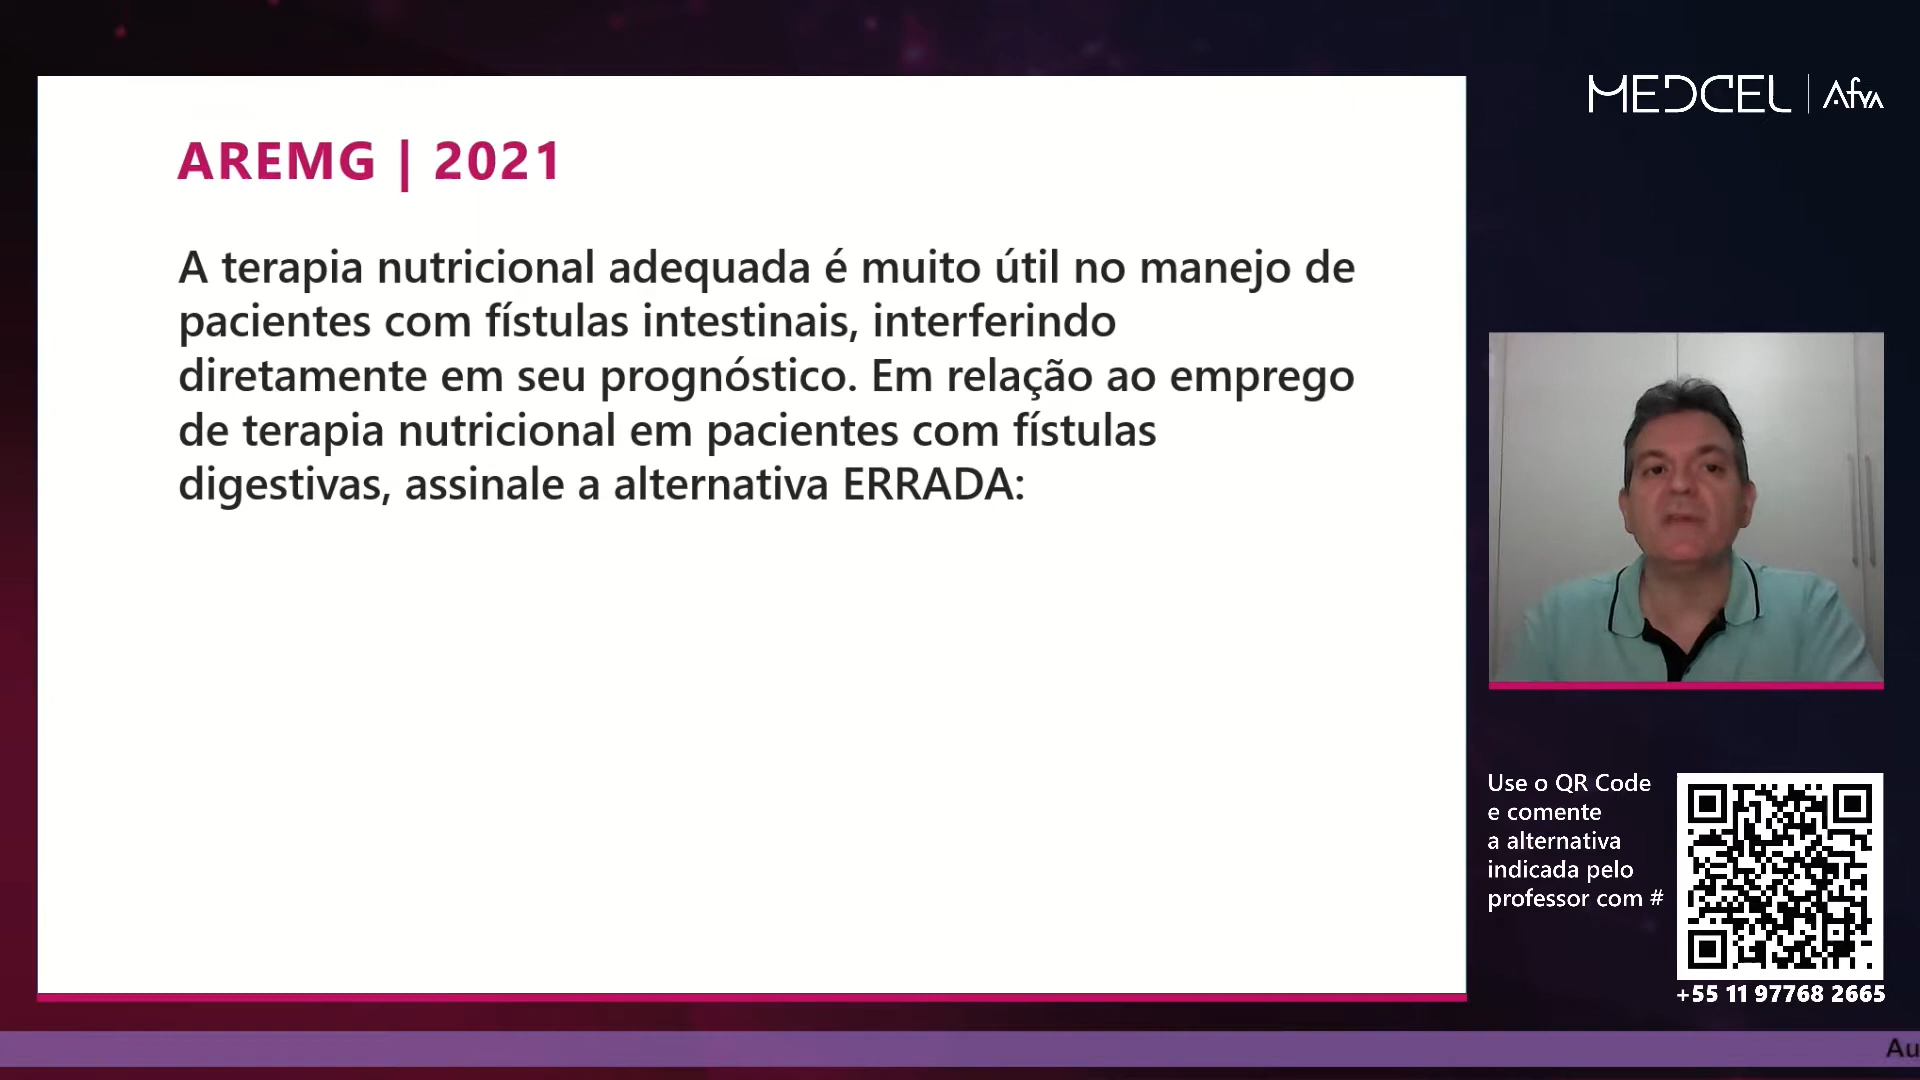 MEDCEL | Afya
AREMG | 2021
A terapia nutricional adequada é muito útil no manejo de
pacientes com fístulas intestinais, interferindo
diretamente em seu prognóstico. Em relação ao emprego
de terapia nutricional em pacientes com fístulas
digestivas, assinale a alternativa ERRADA:
Use o QR Code
e comente
a alternativa
indicada pelo
professor com #
+55 11 97768 2665
Au